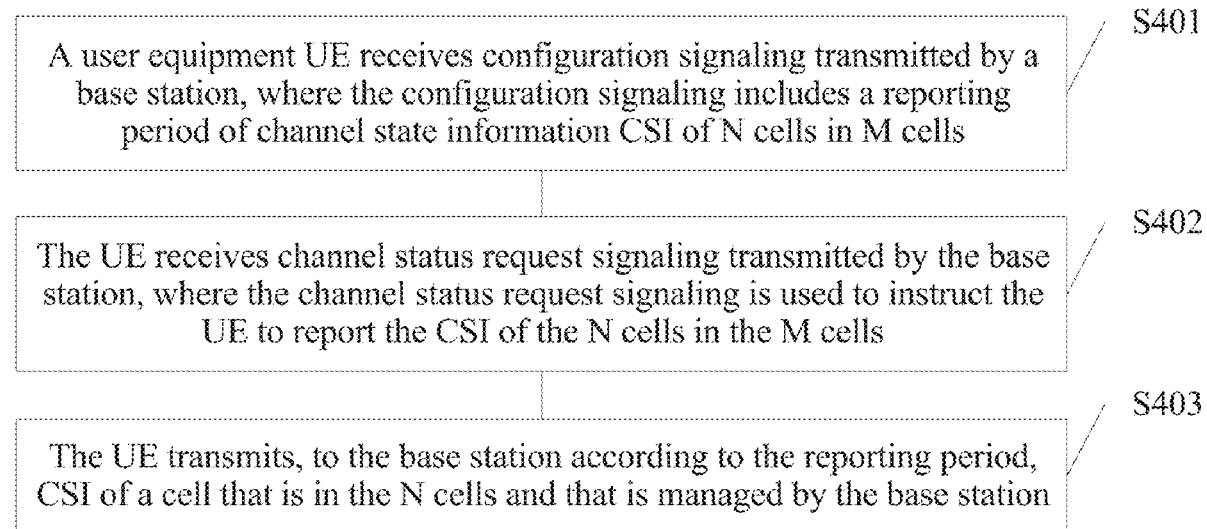 S401
A user equipment UE receives configuration signaling transmitted by a
base station, where the configuration signaling includes a reporting
period of channel state information CSI of N cells in M cells
S402
The UE receives channel status request signaling transmitted by the base
station, where the channel status request signaling is used to instruct the
UE to report the CSI of the N cells in the M cells
S403
The UE transmits, to the base station according to the reporting period,
CSI of a cell that is in the N cells and that is managed by the base station